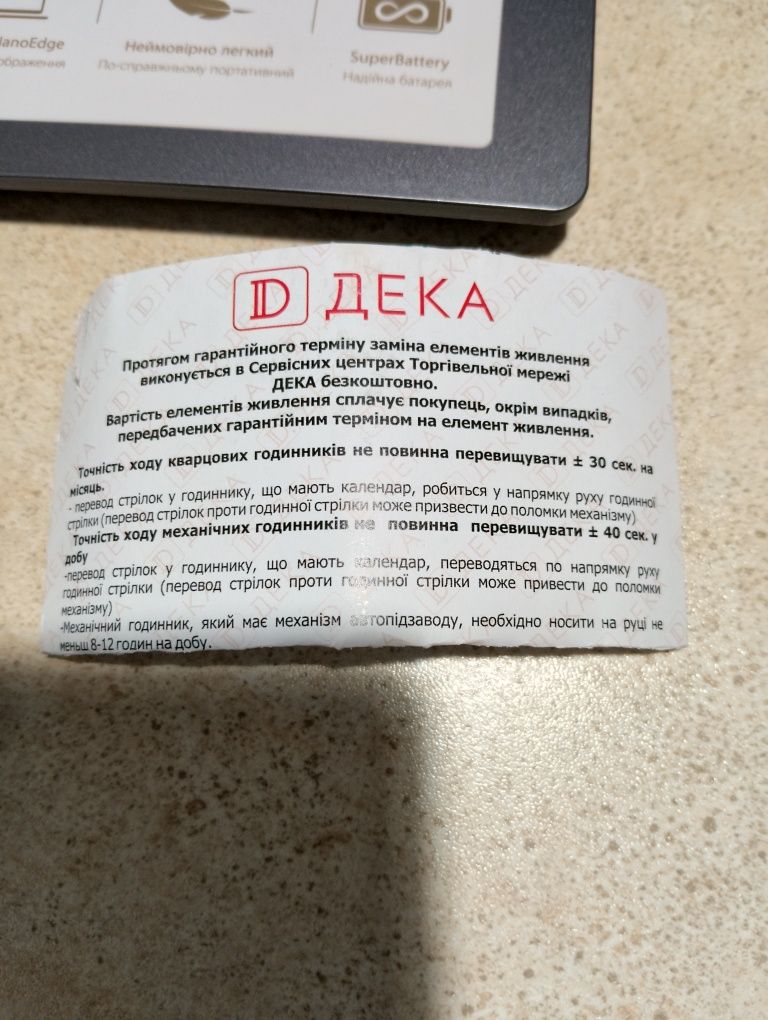 NanoEdge
Неймовірно легкий
По-справжньому портативний
SuperBattery
Надійна батарея
D ДЕКА
Протягом гарантійного терміну заміна елементів живлення
виконується в Сервісних центрах Торгівельної мережі
ДЕКА безкоштовно.
Вартість елементів живлення сплачує покупець, окрім випадків,
передбачених гарантійним терміном на елемент живлення.
Точність ходу кварцових годинників не повинна перевищувати ± 30 сек. на
місяць.
- перевод стрілок у годиннику, що мають календар, робиться у напрямку руху годинної
стрілки (перевод стрілок проти годинної стрілки може призвести до поломки механізму)
Точність ходу механічних годинників не повинна перевищувати ± 40 сек. у
добу
-перевод стрілок у годиннику, що мають календар, переводяться по напрямку руху
годинної стрілки (перевод стрілок проти годинної стрілки може привести до поломки
механізму)
-Механічний годинник, який має механізм автопідзаводу, необхідно носити на руці не
меньш 8-12 годин на добу.